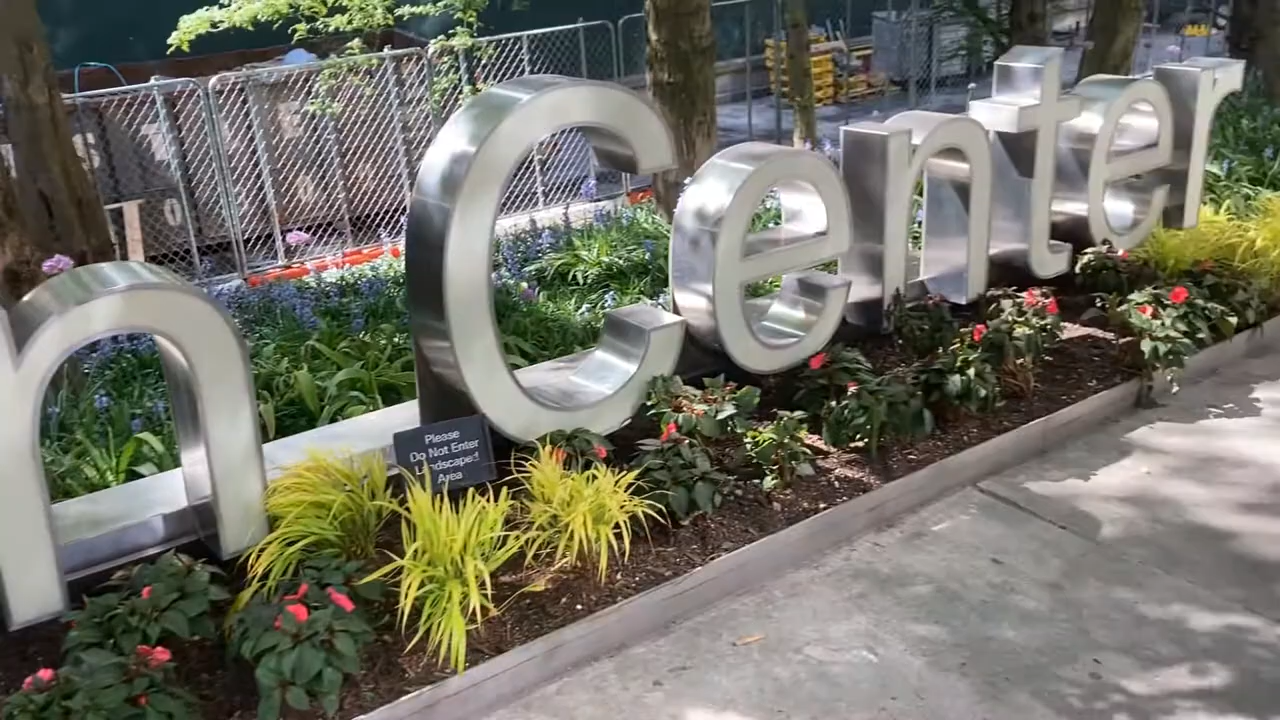 n Center
Please
Do Not Enter
Landscaped
Area